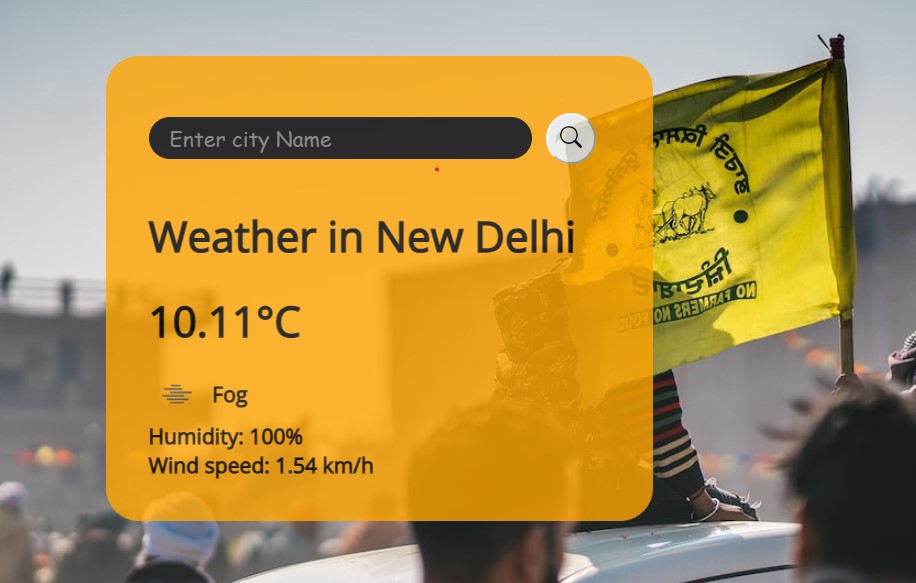 Enter city Name
Weather in New Delhi
10.11°C
Fog
Humidity: 100%
Wind speed: 1.54 km/h
NO FARMERS NO FOOD